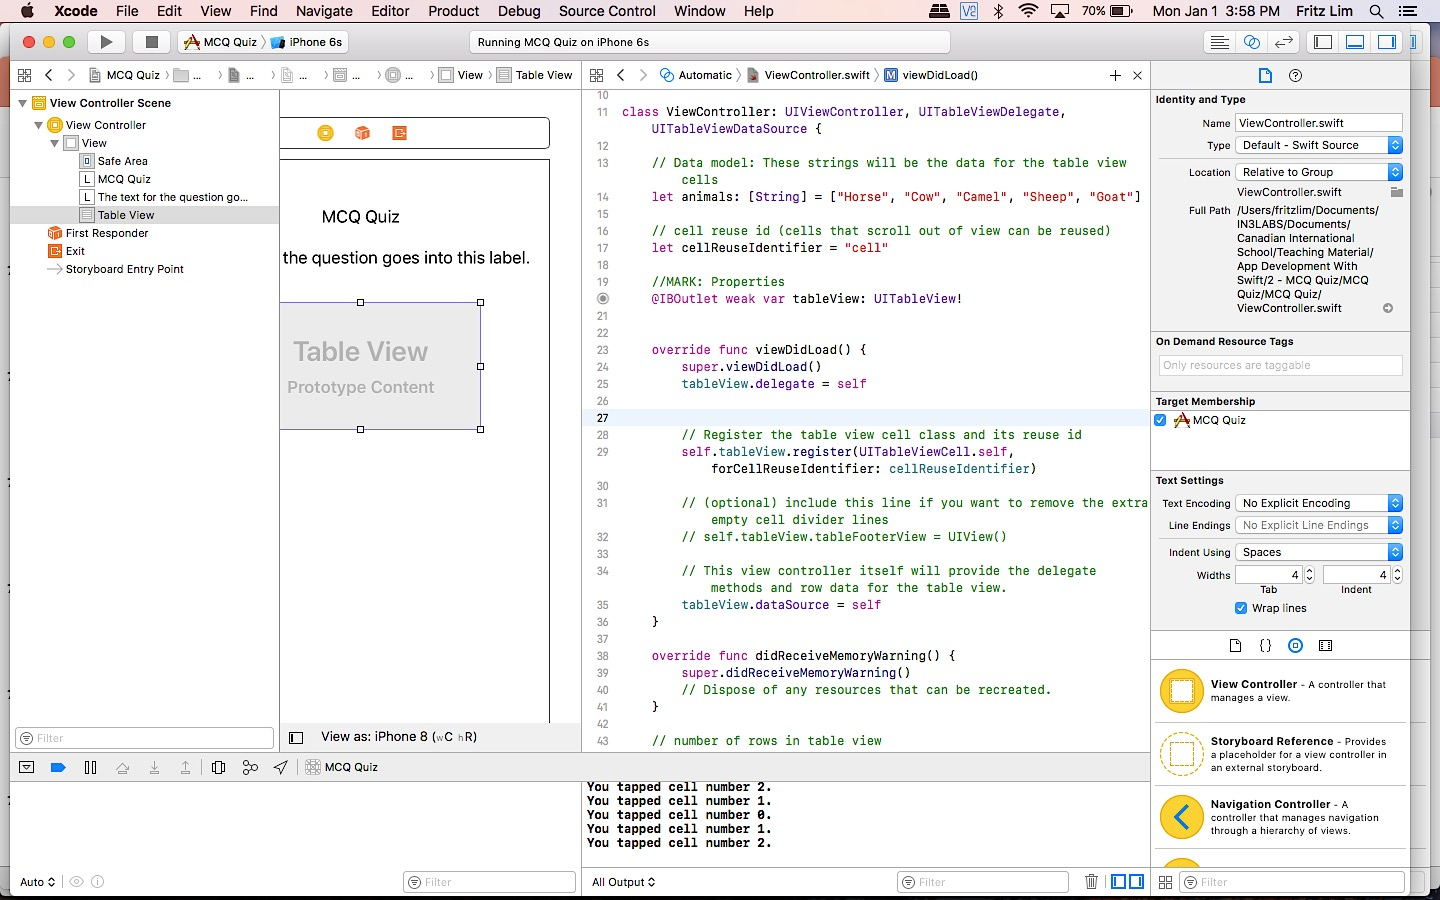 Xcode File Edit View Find Navigate Editor Product Debug Source Control Window Help 70% Mon Jan 1 3:58 PM Fritz Lim
MCQ Quiz iPhone 6s Running MCQ Quiz on iPhone 6s
MCQ Quiz ... ... ... ... ... View Table View
Automatic ViewController.swift M viewDidLoad()
View Controller Scene
View Controller
View
Safe Area
L MCQ Quiz
L The text for the question go...
Table View
First Responder
Exit
Storyboard Entry Point
Filter
MCQ Quiz
the question goes into this label.
Table View
Prototype Content
View as: iPhone 8 (wC hR)
10
11 class ViewController: UIViewController, UITableViewDelegate,
UITableViewDataSource {
12
13 // Data model: These strings will be the data for the table view
cells
14 let animals: [String] = ["Horse", "Cow", "Camel", "Sheep", "Goat"]
15
16 // cell reuse id (cells that scroll out of view can be reused)
17 let cellReuseIdentifier = "cell"
18
19 //MARK: Properties
@IBOutlet weak var tableView: UITableView!
21
22
23 override func viewDidLoad() {
24 super.viewDidLoad()
25 tableView.delegate = self
26
27
28 // Register the table view cell class and its reuse id
29 self.tableView.register(UITableViewCell.self,
forCellReuseIdentifier: cellReuseIdentifier)
30
31 // (optional) include this line if you want to remove the extra
empty cell divider lines
32 // self.tableView.tableFooterView = UIView()
33
34 // This view controller itself will provide the delegate
methods and row data for the table view.
35 tableView.dataSource = self
36 }
37
38 override func didReceiveMemoryWarning() {
39 super.didReceiveMemoryWarning()
40 // Dispose of any resources that can be recreated.
41 }
42
43 // number of rows in table view
Identity and Type
Name ViewController.swift
Type Default - Swift Source
Location Relative to Group
ViewController.swift
Full Path /Users/fritzlim/Documents/
IN3LABS/Documents/
Canadian International
School/Teaching Material/
App Development With
Swift/2 - MCQ Quiz/MCQ
Quiz/MCQ Quiz/
ViewController.swift
On Demand Resource Tags
Only resources are taggable
Target Membership
MCQ Quiz
Text Settings
Text Encoding No Explicit Encoding
Line Endings No Explicit Line Endings
Indent Using Spaces
Widths 4 4
Tab Indent
Wrap lines
{}
View Controller - A controller that
manages a view.
Storyboard Reference - Provides
a placeholder for a view controller in
an external storyboard.
Navigation Controller - A
controller that manages navigation
through a hierarchy of views.
Filter
MCQ Quiz
You tapped cell number 2.
You tapped cell number 1.
You tapped cell number 0.
You tapped cell number 1.
You tapped cell number 2.
Auto Filter
All Output Filter